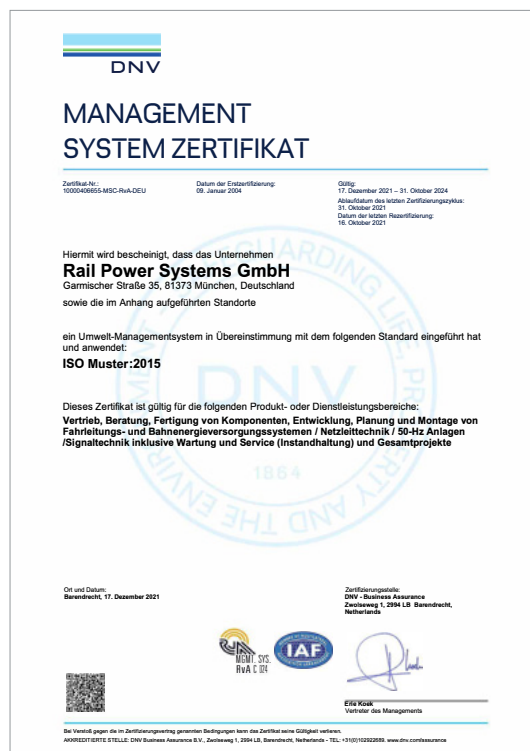 DNV
MANAGEMENT
SYSTEM ZERTIFIKAT
Zertifikat-Nr.:
10000406655-MSC-RvA-DEU
Datum der Erstzertifizierung:
09. Januar 2004
Gültig:
17. Dezember 2021 – 31. Oktober 2024
Ablaufdatum des letzten Zertifizierungszyklus:
31. Oktober 2021
Datum der letzten Rezertifizierung:
16. Oktober 2021
Hiermit wird bescheinigt, dass das Unternehmen
Rail Power Systems GmbH
Garmischer Straße 35, 81373 München, Deutschland
sowie die im Anhang aufgeführten Standorte
ein Umwelt-Managementsystem in Übereinstimmung mit dem folgenden Standard eingeführt hat
und anwendet:
ISO Muster:2015
Dieses Zertifikat ist gültig für die folgenden Produkt- oder Dienstleistungsbereiche:
Vertrieb, Beratung, Fertigung von Komponenten, Entwicklung, Planung und Montage von
Fahrleitungs- und Bahnenergieversorgungssystemen / Netzleittechnik / 50-Hz Anlagen
/Signaltechnik inklusive Wartung und Service (Instandhaltung) und Gesamtprojekte
DNV
1864
Ort und Datum:
Barendrecht, 17. Dezember 2021
Zertifizierungsstelle:
DNV - Business Assurance
Zwolseweg 1, 2994 LB Barendrecht,
Netherlands
MGMT. SYS.
RvA C 024
IAF
Erie Koek
Vertreter des Managements
Bei Verstoß gegen die im Zertifizierungsvertrag genannten Bedingungen kann das Zertifikat seine Gültigkeit verlieren.
AKKREDITIERTE STELLE: DNV Business Assurance B.V., Zwolseweg 1, 2994 LB, Barendrecht, Netherlands - TEL: +31(0)102922689. www.dnv.com/assurance